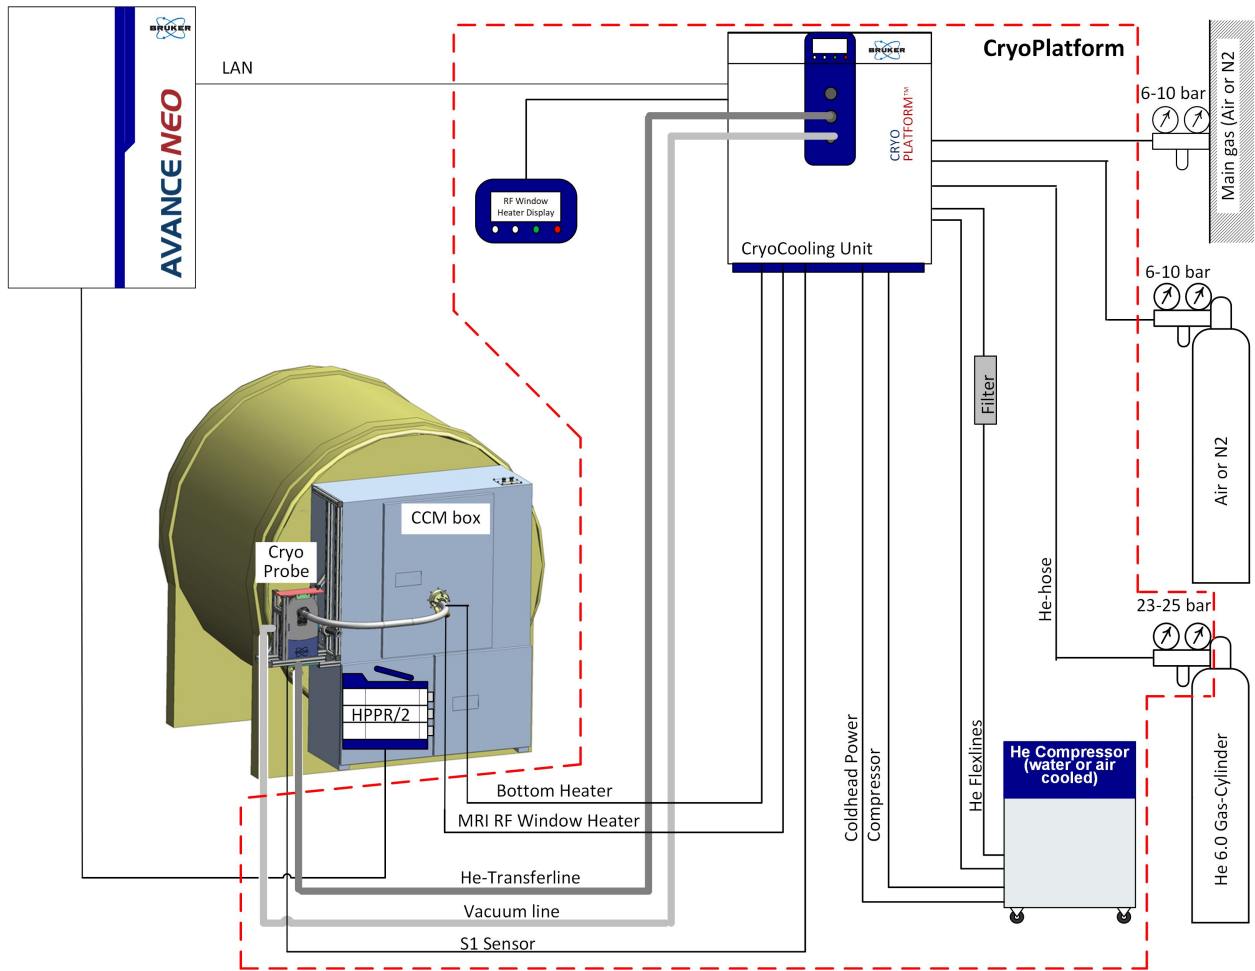 BRUKER
AVANCE NEO
LAN
CryoPlatform
BRUKER
CRYO
PLATFORM™
RF Window
Heater Display
CryoCooling Unit
6-10 bar
Main gas (Air or N2)
6-10 bar
Air or N2
Filter
He-hose
23-25 bar
He 6.0 Gas-Cylinder
CCM box
Cryo
Probe
BRUKER
HPPR/2
Bottom Heater
MRI RF Window Heater
He-Transferline
Vacuum line
S1 Sensor
Coldhead Power
Compressor
He Flexlines
He Compressor
(water or air
cooled)